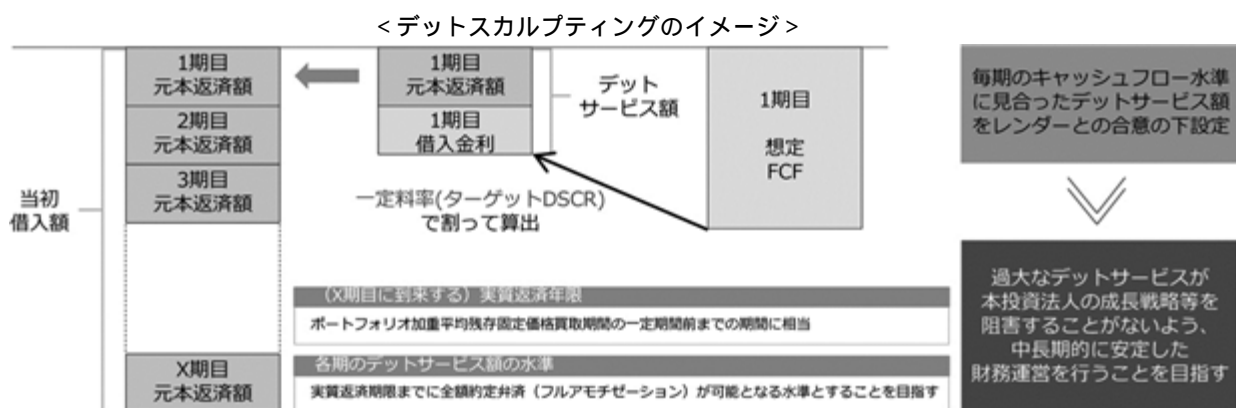 <デットスカルプティングのイメージ>
当初
借入額
1期目
元本返済額
2期目
元本返済額
3期目
元本返済額
X期目
元本返済額
1期目
元本返済額
1期目
借入金利
デット
サービス額
一定料率(ターゲットDSCR)
で割って算出
1期目
想定
FCF
(X期目に到来する)実質返済年限
ポートフォリオ加重平均残存固定価格買取期間の一定期間前までの期間に相当
各期のデットサービス額の水準
実質返済期限までに全額約定弁済(フルアモチゼーション)が可能となる水準とすることを目指す
毎期のキャッシュフロー水準
に見合ったデットサービス額
をレンダーとの合意の下設定
過大なデットサービスが
本投資法人の成長戦略等を
阻害することがないよう、
中長期的に安定した
財務運営を行うことを目指す